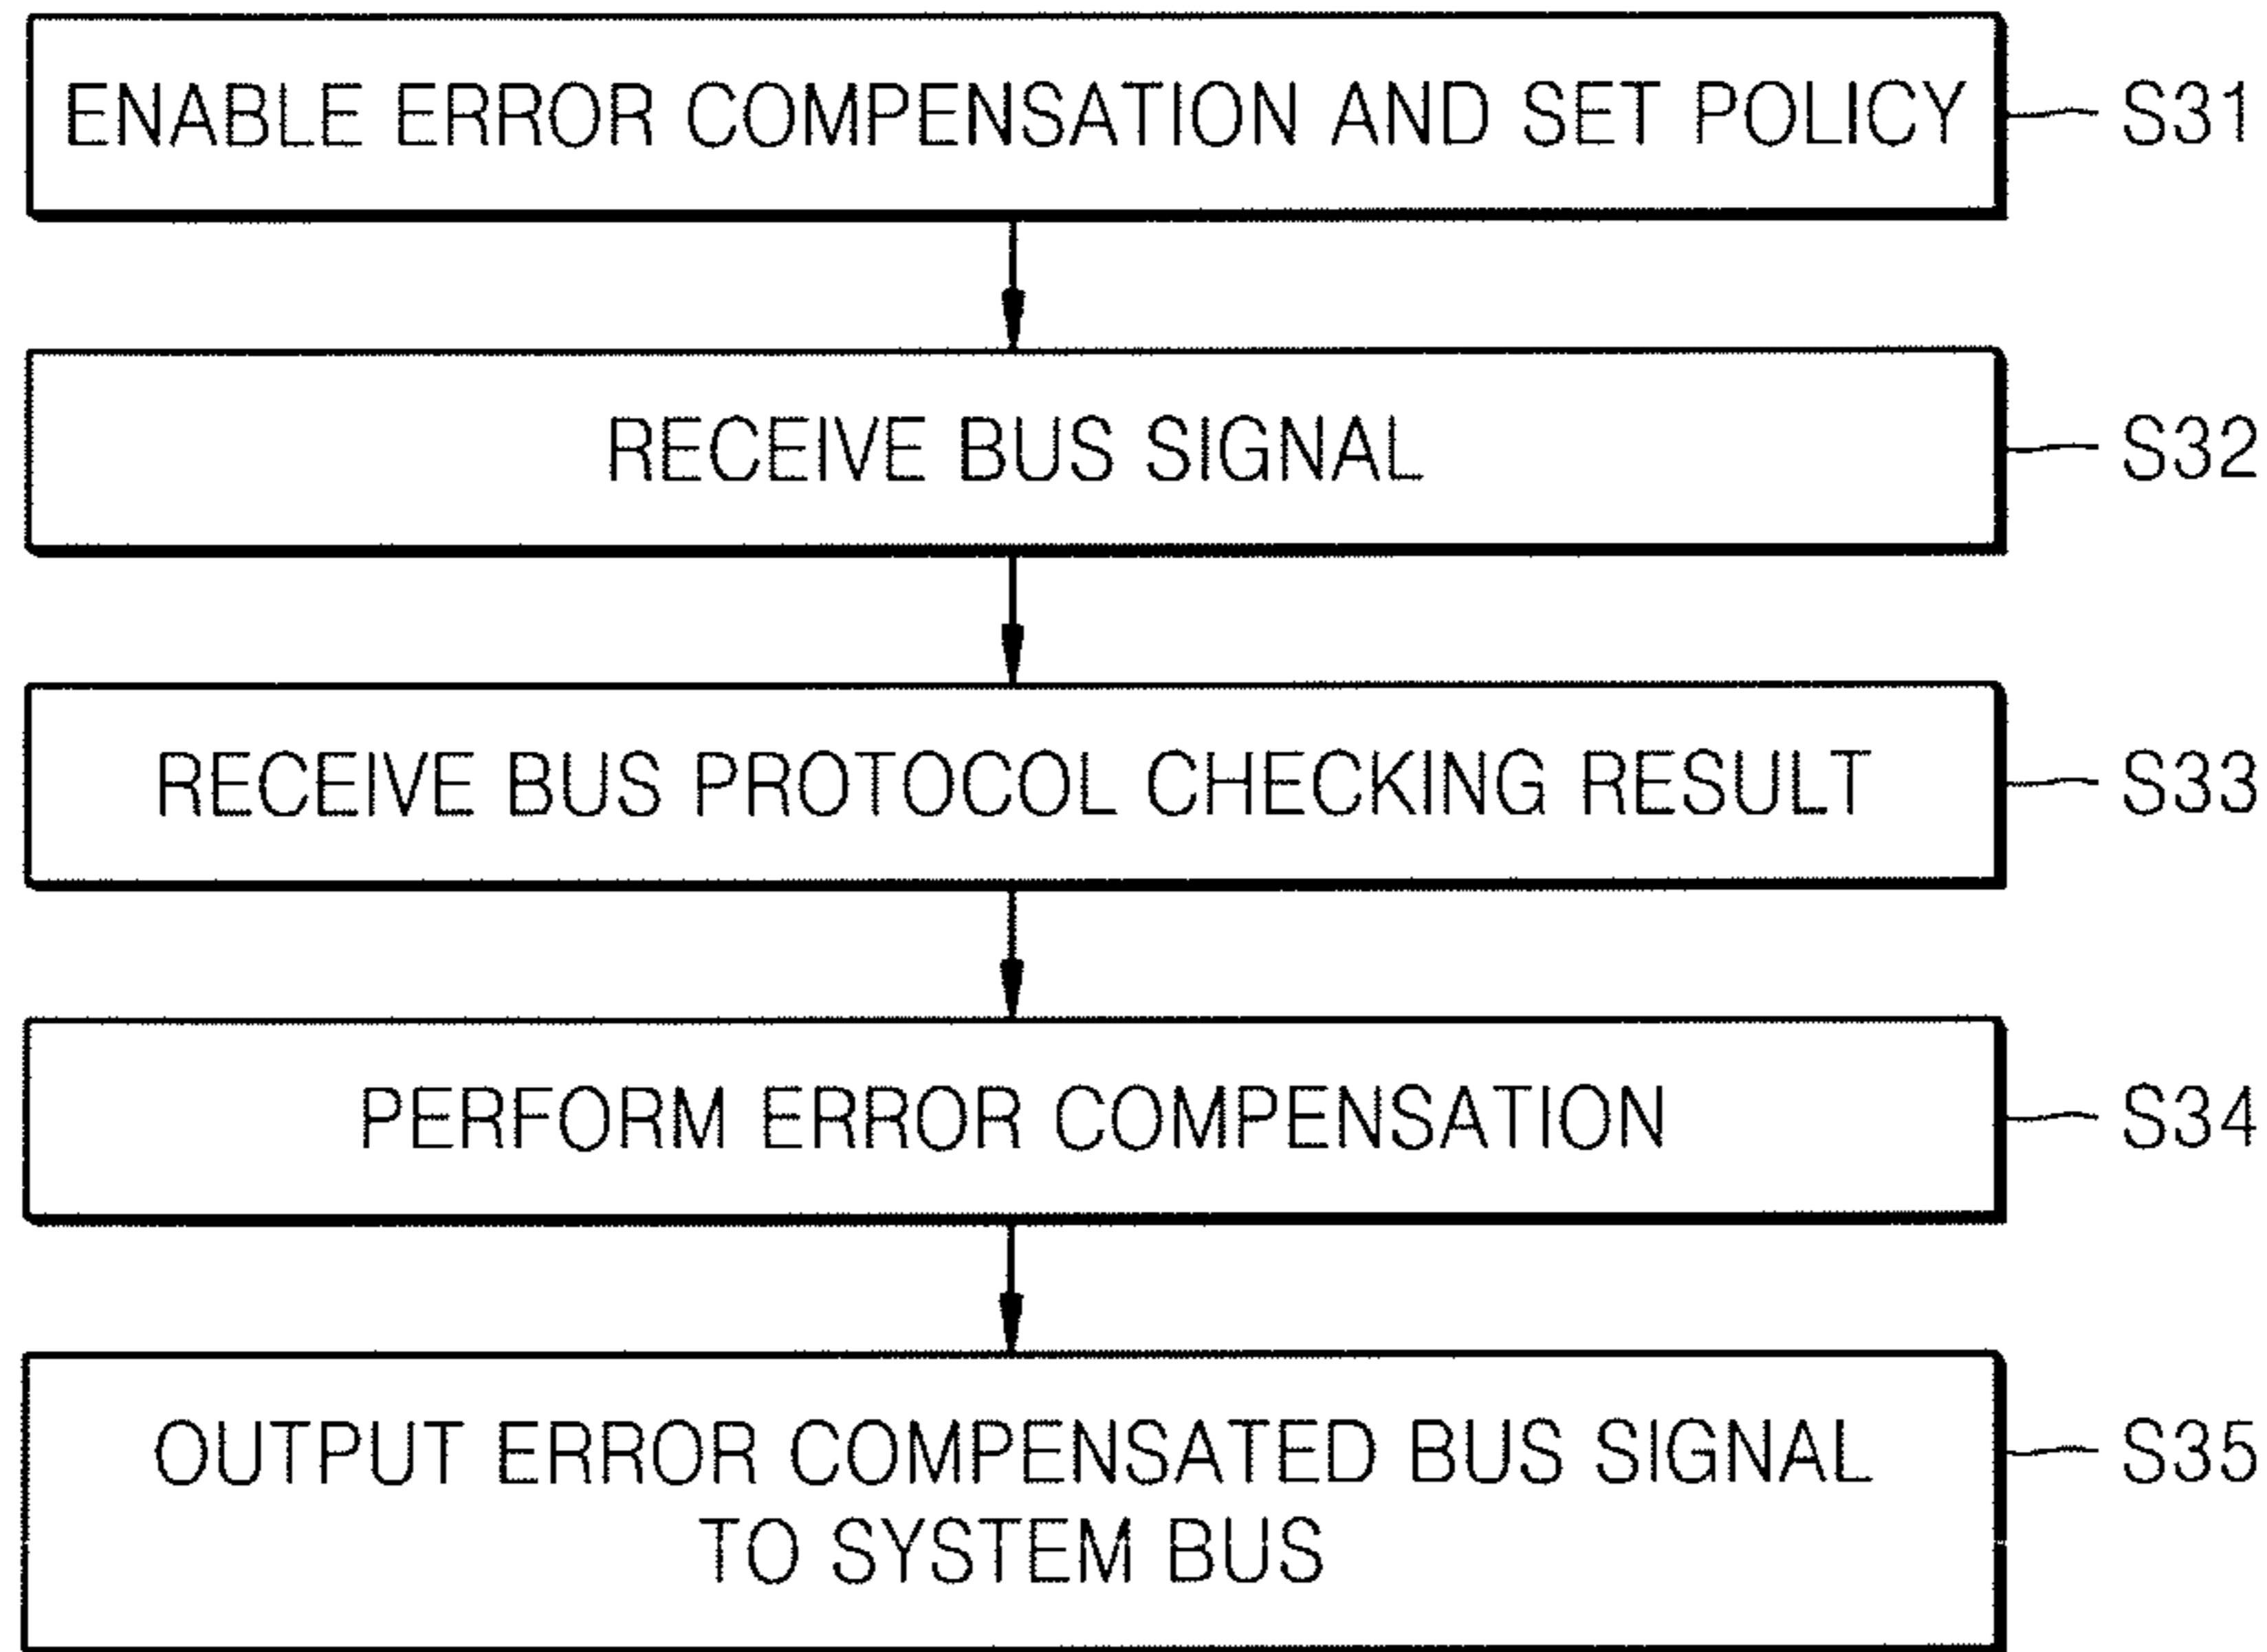 ENABLE ERROR COMPENSATION AND SET POLICY
S31
RECEIVE BUS SIGNAL
S32
RECEIVE BUS PROTOCOL CHECKING RESULT
S33
PERFORM ERROR COMPENSATION
S34
OUTPUT ERROR COMPENSATED BUS SIGNAL
TO SYSTEM BUS
S35